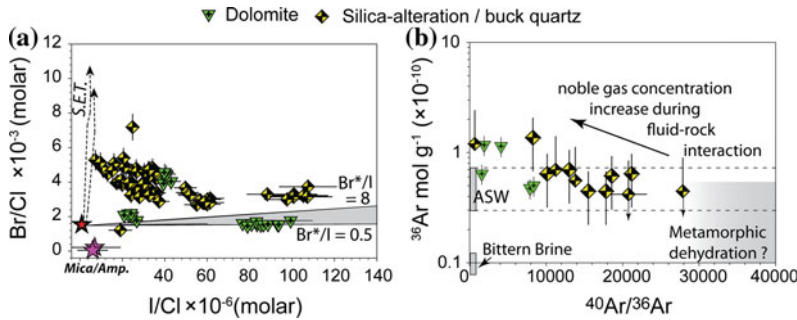 Dolomite Silica-alteration / buck quartz
(a)
12
10
8
6
4
2
0
Br/Cl ×10-3 (molar)
S.E.T.
Br*/I
= 8
Br*/I = 0.5
Mica/Amp.
0 20 40 60 80 100 120 140
I/Cl ×10-6 (molar)
(b)
10
1
0.1
36Ar mol g-1 (×10-10)
noble gas concentration
increase during
fluid-rock
interaction
ASW
Metamorphic
dehydration ?
Bittern Brine
0 10000 20000 30000 40000
40Ar/36Ar